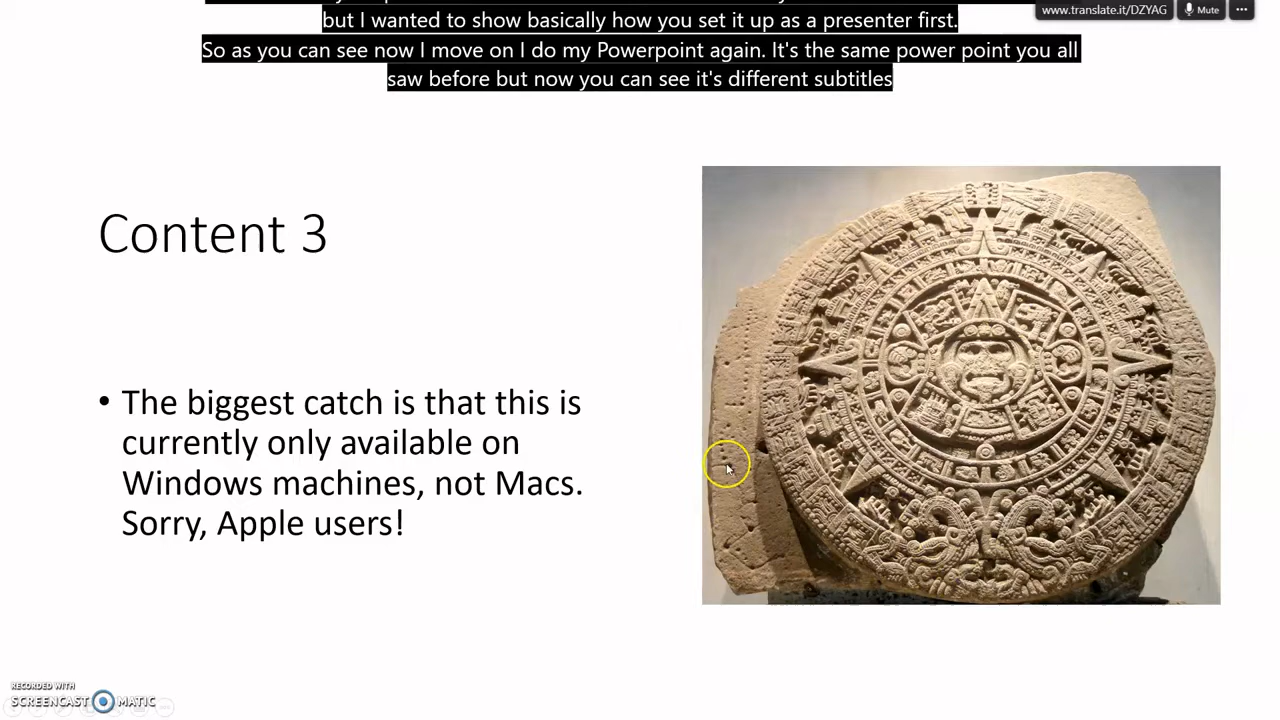 but I wanted to show basically how you set it up as a presenter first.
So as you can see now I move on I do my Powerpoint again. It's the same power point you all
saw before but now you can see it's different subtitles
www.translate.it/DZYAG
Mute
Content 3
• The biggest catch is that this is
currently only available on
Windows machines, not Macs.
Sorry, Apple users!
RECORDED WITH
SCREENCAST MATIC